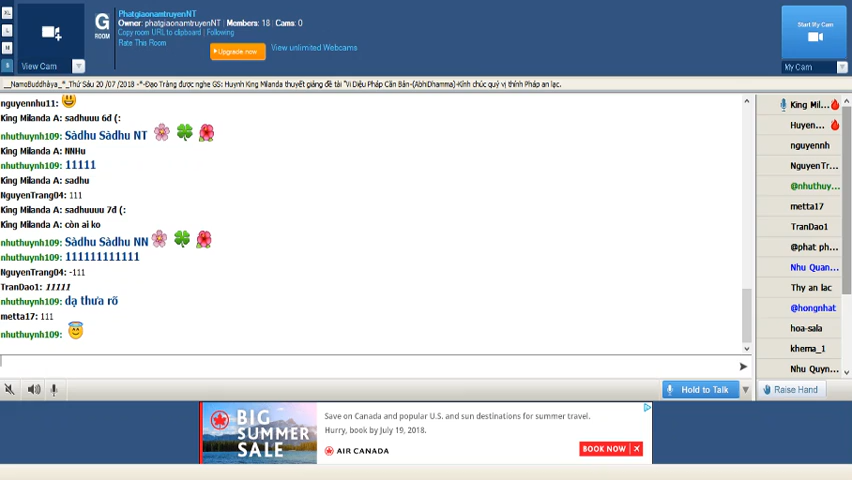 XL
L
M
S
View Cam
G
ROOM
PhatgiaonamtruyenNT
Owner: phatgiaonamtruyenNT | Members: 18 | Cams: 0
Copy room URL to clipboard | Following
Rate This Room
Upgrade now
View unlimited Webcams
Start My Cam
My Cam
__NamoBuddhàya_*_Thứ Sáu 20 /07 /2018 -*-Đạo Tràng được nghe GS: Huynh King Milanda thuyết giảng đề tài "Vi Diệu Pháp Căn Bản-(AbhiDhamma)-Kính chúc quý vị thính Pháp an lạc.
nguyennhu11:
King Milanda A: sadhuuu 6d (:
nhuthuynh109: Sàdhu Sàdhu NT
King Milanda A: NNHu
nhuthuynh109: 11111
King Milanda A: sadhu
NguyenTrang04: 111
King Milanda A: sadhuuuu 7đ (:
King Milanda A: còn ai ko
nhuthuynh109: Sàdhu Sàdhu NN
nhuthuynh109: 111111111111
NguyenTrang04: -111
TranDao1: 11111
nhuthuynh109: dạ thưa rõ
metta17: 111
nhuthuynh109:
King Mil...
Huyen...
nguyennh
NguyenTr...
@nhuthuy...
metta17
TranDao1
@phat ph...
Nhu Quan...
Thy an lac
@hongnhat
hoa-sala
khema_1
Nhu Quyn...
Hold to Talk
Raise Hand
BIG
SUMMER
SALE
Save on Canada and popular U.S. and sun destinations for summer travel.
Hurry, book by July 19, 2018.
AIR CANADA
BOOK NOW